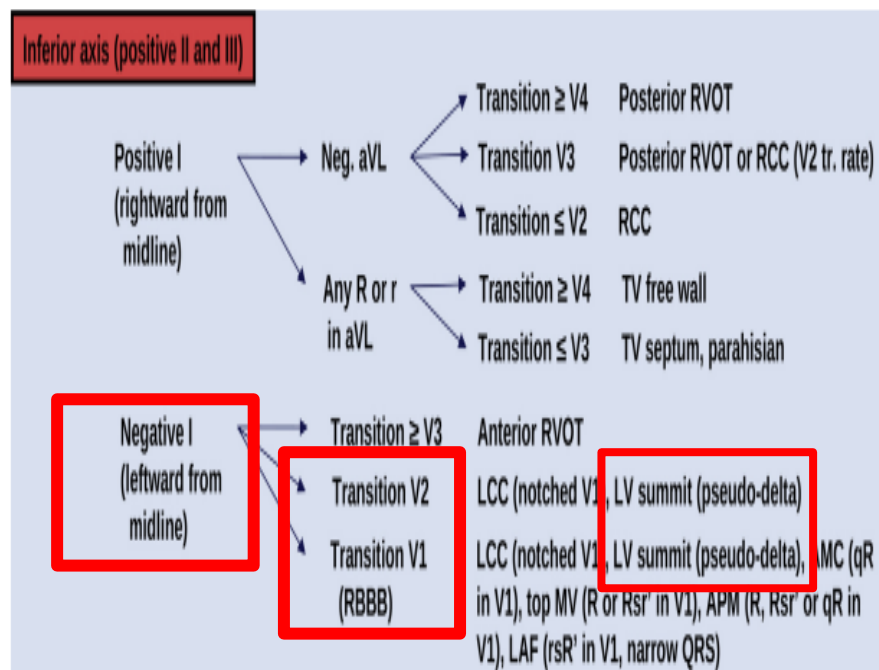 Inferior axis (positive II and III)
Transition ≥ V4 Posterior RVOT
Positive I Neg. aVL Transition V3 Posterior RVOT or RCC (V2 tr. rate)
(rightward from
midline)
Transition ≤ V2 RCC
Any R or r Transition ≥ V4 TV free wall
in aVL
Transition ≤ V3 TV septum, parahisian
Negative I Transition ≥ V3 Anterior RVOT
(leftward from Transition V2 LCC (notched V1, LV summit (pseudo-delta)
midline)
Transition V1 LCC (notched V1, LV summit (pseudo-delta), AMC (qR
(RBBB) in V1), top MV (R or Rsr' in V1), APM (R, Rsr' or qR in
V1), LAF (rsR' in V1, narrow QRS)